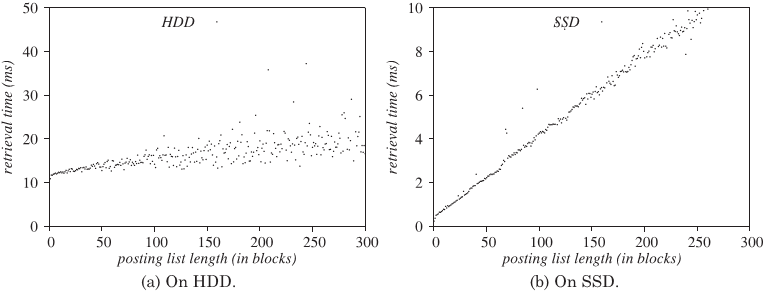 HDD
50
40
30
20
10
0
retrieval time (ms)
0 50 100 150 200 250 300
posting list length (in blocks)
(a) On HDD.
SSD
10
8
6
4
2
0
retrieval time (ms)
0 50 100 150 200 250 300
posting list length (in blocks)
(b) On SSD.